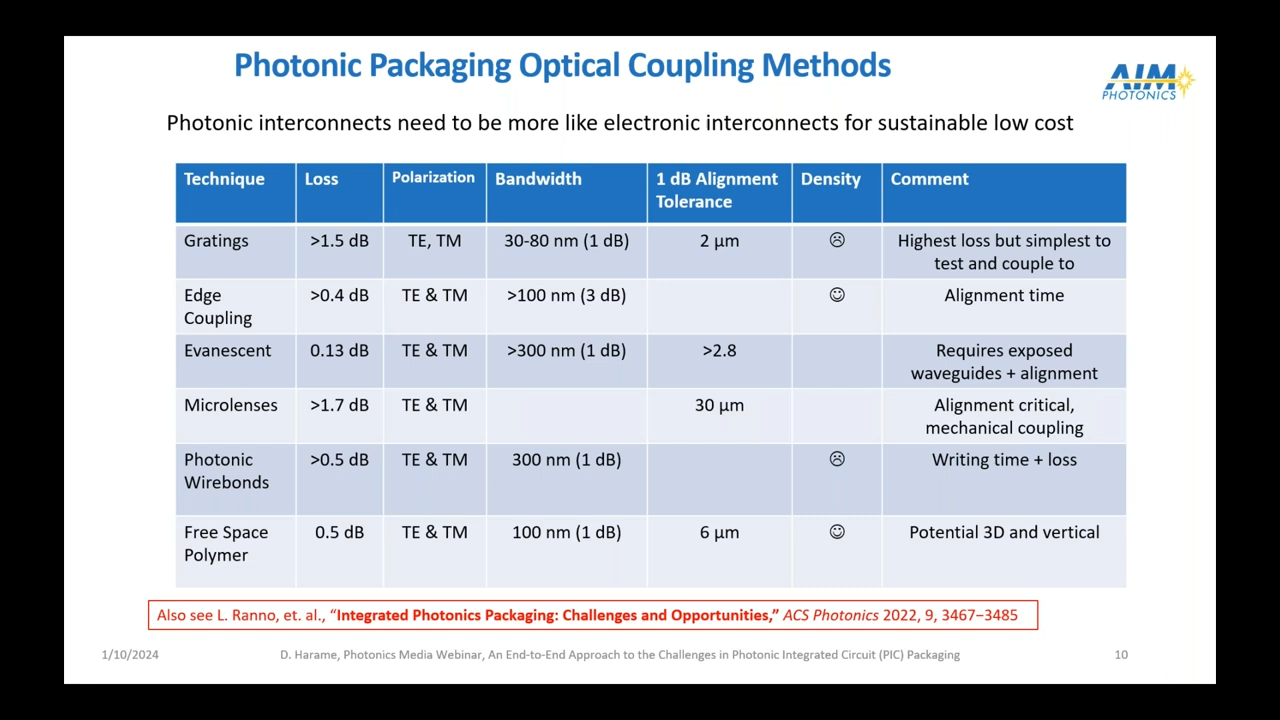 Photonic Packaging Optical Coupling Methods
AIM
PHOTONICS
Photonic interconnects need to be more like electronic interconnects for sustainable low cost
Technique Loss Polarization Bandwidth 1 dB Alignment Tolerance Density Comment
Gratings >1.5 dB TE, TM 30-80 nm (1 dB) 2 µm ☹ Highest loss but simplest to test and couple to
Edge Coupling >0.4 dB TE & TM >100 nm (3 dB) ☺ Alignment time
Evanescent 0.13 dB TE & TM >300 nm (1 dB) >2.8 Requires exposed waveguides + alignment
Microlenses >1.7 dB TE & TM 30 µm Alignment critical, mechanical coupling
Photonic Wirebonds >0.5 dB TE & TM 300 nm (1 dB) ☹ Writing time + loss
Free Space Polymer 0.5 dB TE & TM 100 nm (1 dB) 6 µm ☺ Potential 3D and vertical
Also see L. Ranno, et. al., “Integrated Photonics Packaging: Challenges and Opportunities,” ACS Photonics 2022, 9, 3467−3485
1/10/2024 D. Harame, Photonics Media Webinar, An End-to-End Approach to the Challenges in Photonic Integrated Circuit (PIC) Packaging 10